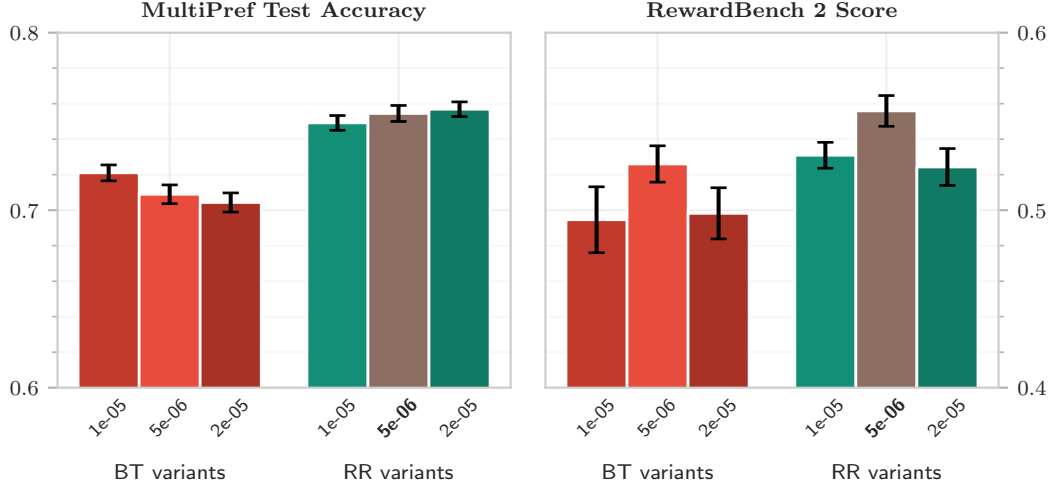 MultiPref Test Accuracy
RewardBench 2 Score
0.8
0.7
0.6
0.6
0.5
0.4
1e-05 5e-06 2e-05 1e-05 5e-06 2e-05
1e-05 5e-06 2e-05 1e-05 5e-06 2e-05
BT variants RR variants
BT variants RR variants